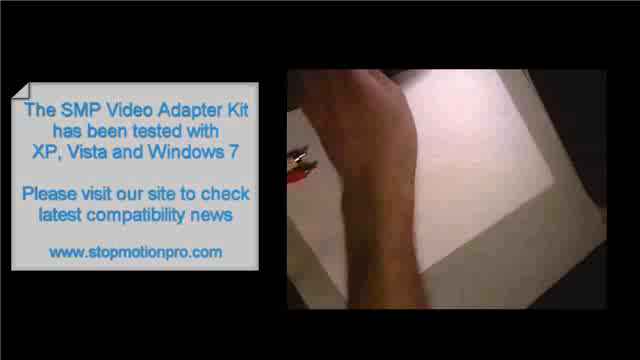 The SMP Video Adapter Kit
has been tested with
XP, Vista and Windows 7
Please visit our site to check
latest compatibility news
www.stopmotionpro.com